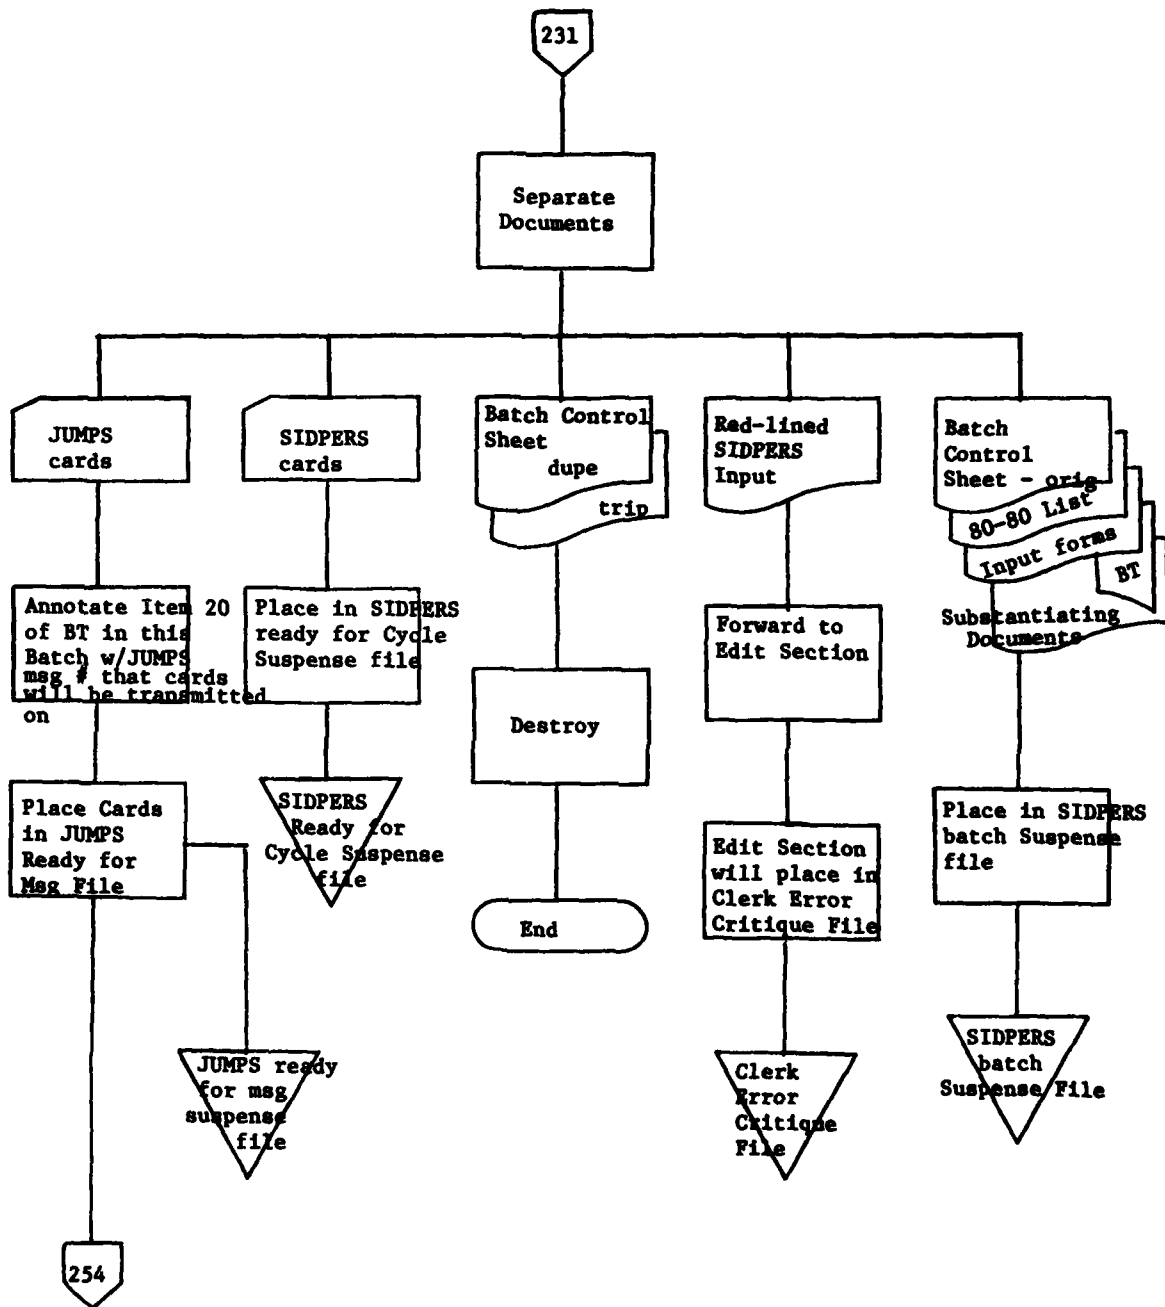 231
Separate
Documents
JUMPS
cards
SIDPERS
cards
Batch Control
Sheet
dupe
trip
Red-lined
SIDPERS
Input
Batch
Control
Sheet - orig
80-80 List
Input forms
BT
Substantiating
Documents
Annotate Item 20
of BT in this
Batch w/JUMPS
msg # that cards
will be transmitted
on
Place in SIDPERS
ready for Cycle
Suspense file
Destroy
Forward to
Edit Section
Place Cards
in JUMPS
Ready for
Msg File
SIDPERS
Ready for
Cycle Suspense
file
End
Edit Section
will place in
Clerk Error
Critique File
Place in SIDPERS
batch Suspense
file
JUMPS ready
for msg
suspense
file
Clerk
Error
Critique
File
SIDPERS
batch
Suspense File
254